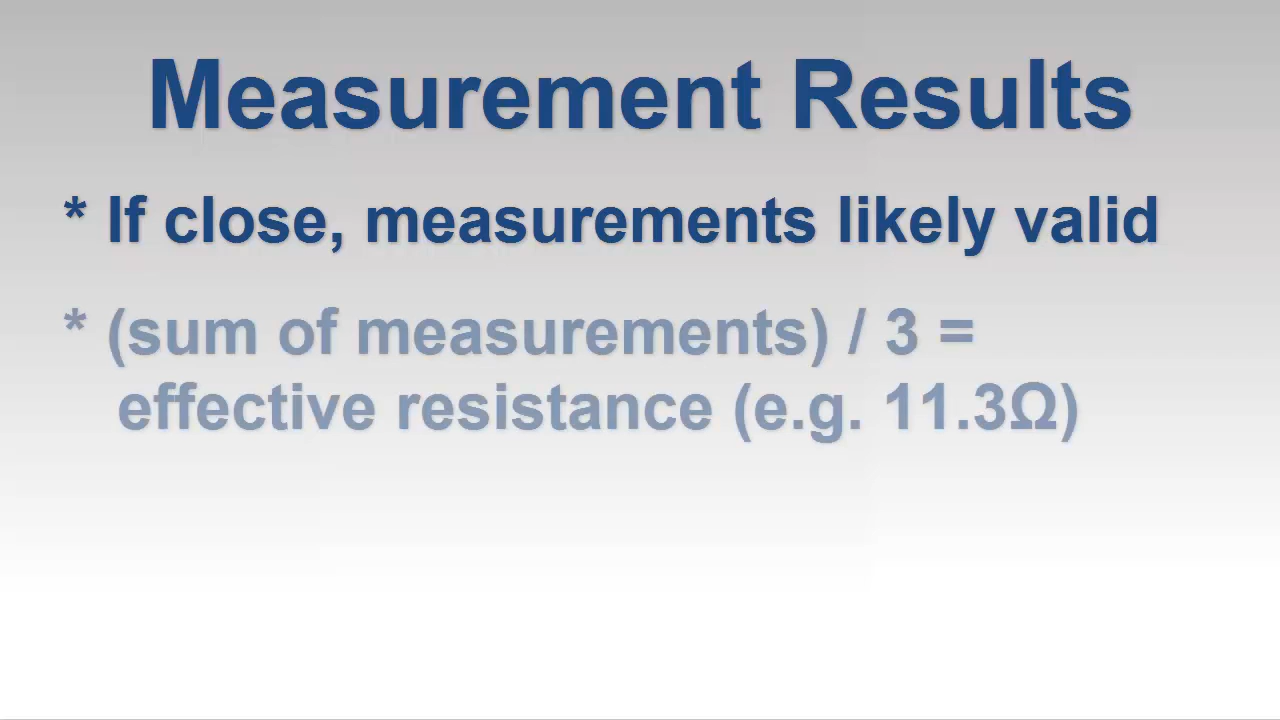 Measurement Results
* If close, measurements likely valid
* (sum of measurements) / 3 =
effective resistance (e.g. 11.3Ω)